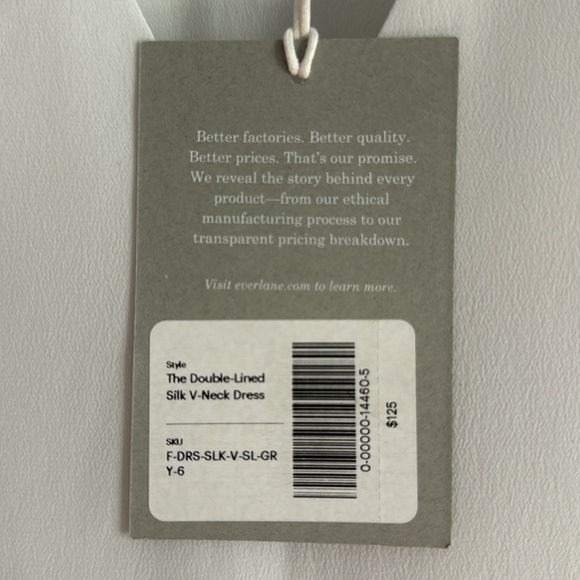 Better factories. Better quality.
Better prices. That's our promise.
We reveal the story behind every
product—from our ethical
manufacturing process to our
transparent pricing breakdown.
Visit everlane.com to learn more.
Style
The Double-Lined
Silk V-Neck Dress
SKU
F-DRS-SLK-V-SL-GR
Y-6
0-00000-14460-5
$125